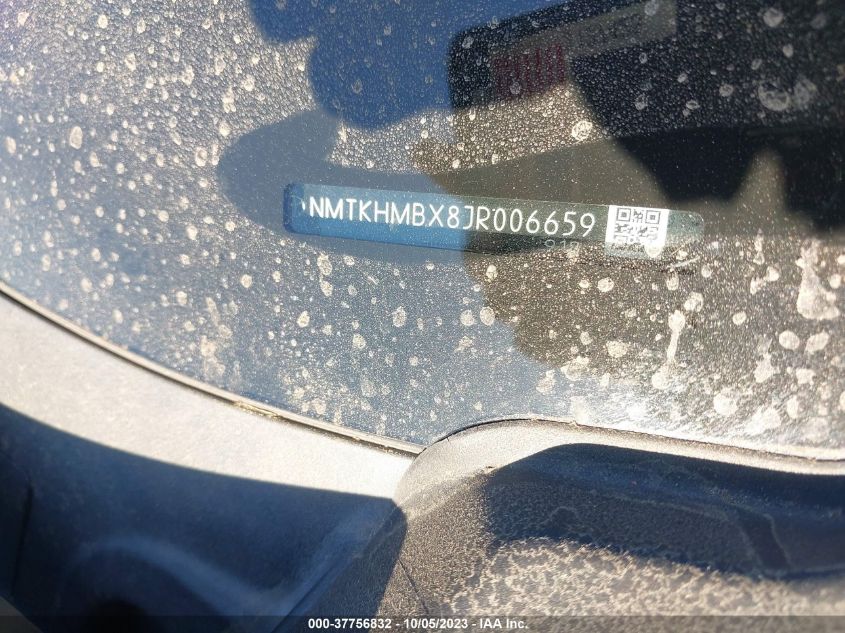 NMTKHMBX8JR006659
000-37756832 - 10/05/2023 - IAA Inc.